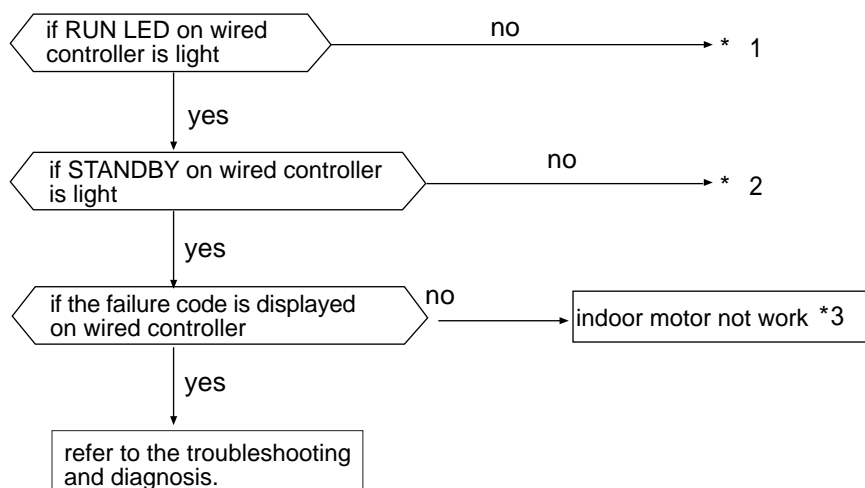 if RUN LED on wired
controller is light
no
* 1
yes
if STANDBY on wired controller
is light
no
* 2
yes
if the failure code is displayed
on wired controller
no
indoor motor not work *3
yes
refer to the troubleshooting
and diagnosis.